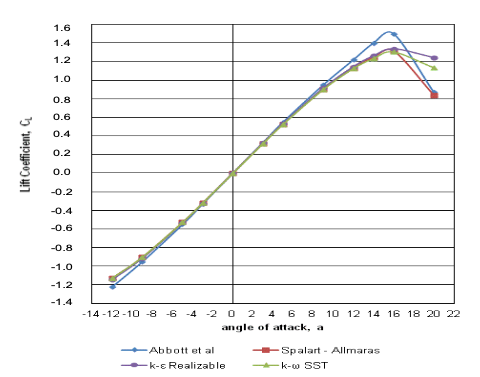 1.6
1.4
1.2
1.0
0.8
0.6
0.4
0.2
0.0
-0.2
-0.4
-0.6
-0.8
-1.0
-1.2
-1.4
Lift Coefficient, CL
-14 -12 -10 -8 -6 -4 -2 0 2 4 6 8 10 12 14 16 18 20 22
angle of attack, a
Abbott et al
Spalart - Allmaras
k-ε Realizable
k-ω SST